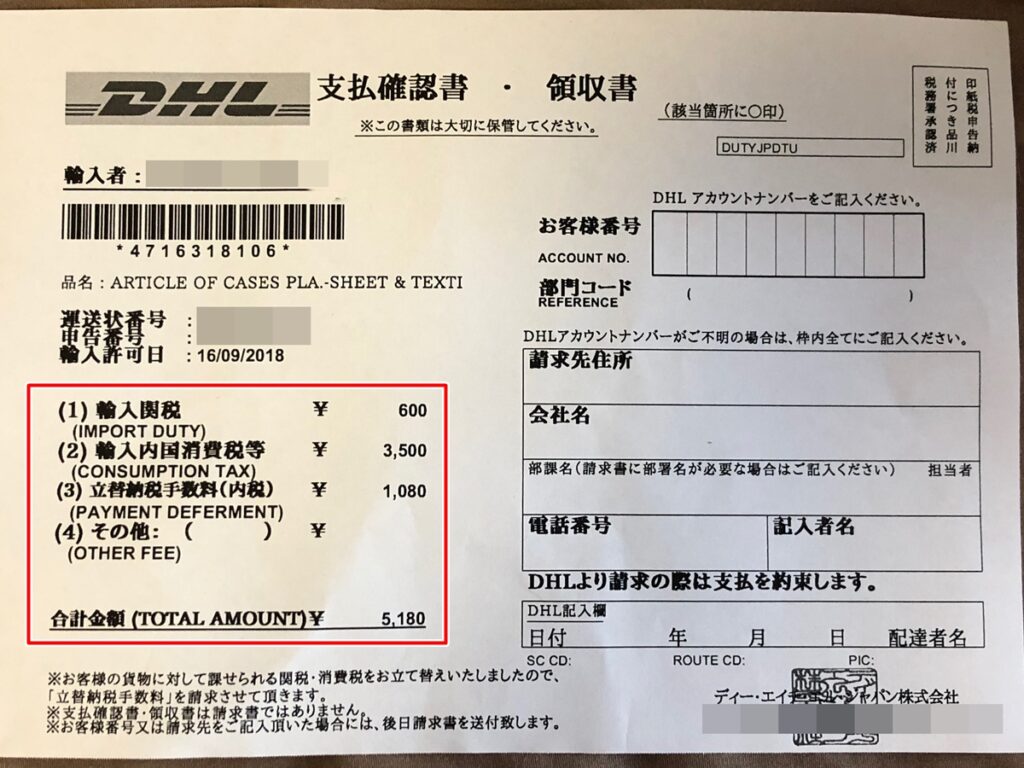 DHL 支払確認書 ・ 領収書
※この書類は大切に保管してください。
(該当箇所に〇印)
DUTYJPDTU
印紙税申告納
付につき品川
税務署承認済
輸入者:
*4716318106*
品名:ARTICLE OF CASES PLA.-SHEET & TEXTI
運送状番号 :
申告番号 :
輸入許可日 :16/09/2018
(1) 輸入関税 ¥ 600
(IMPORT DUTY)
(2) 輸入内国消費税等 ¥ 3,500
(CONSUMPTION TAX)
(3) 立替納税手数料(内税) ¥ 1,080
(PAYMENT DEFERMENT)
(4) その他: ( ) ¥
(OTHER FEE)
合計金額 (TOTAL AMOUNT)¥ 5,180
※お客様の貨物に対して課せられる関税・消費税をお立て替えいたしましたので、
「立替納税手数料」を請求させて頂きます。
※支払確認書・領収書は請求書ではありません。
※お客様番号又は請求先をご記入頂いた場合には、後日請求書を送付致します。
DHL アカウントナンバーをご記入ください。
お客様番号
ACCOUNT NO.
部門コード
REFERENCE
( )
DHLアカウントナンバーがご不明の場合は、枠内全てにご記入ください。
請求先住所
会社名
部課名(請求書に部署名が必要な場合はご記入ください) 担当者
電話番号 記入者名
DHLより請求の際は支払を約束します。
DHL記入欄
日付 年 月 日 配達者名
SC CD: ROUTE CD: PIC:
ディー・エイチ・エル・ジャパン株式会社